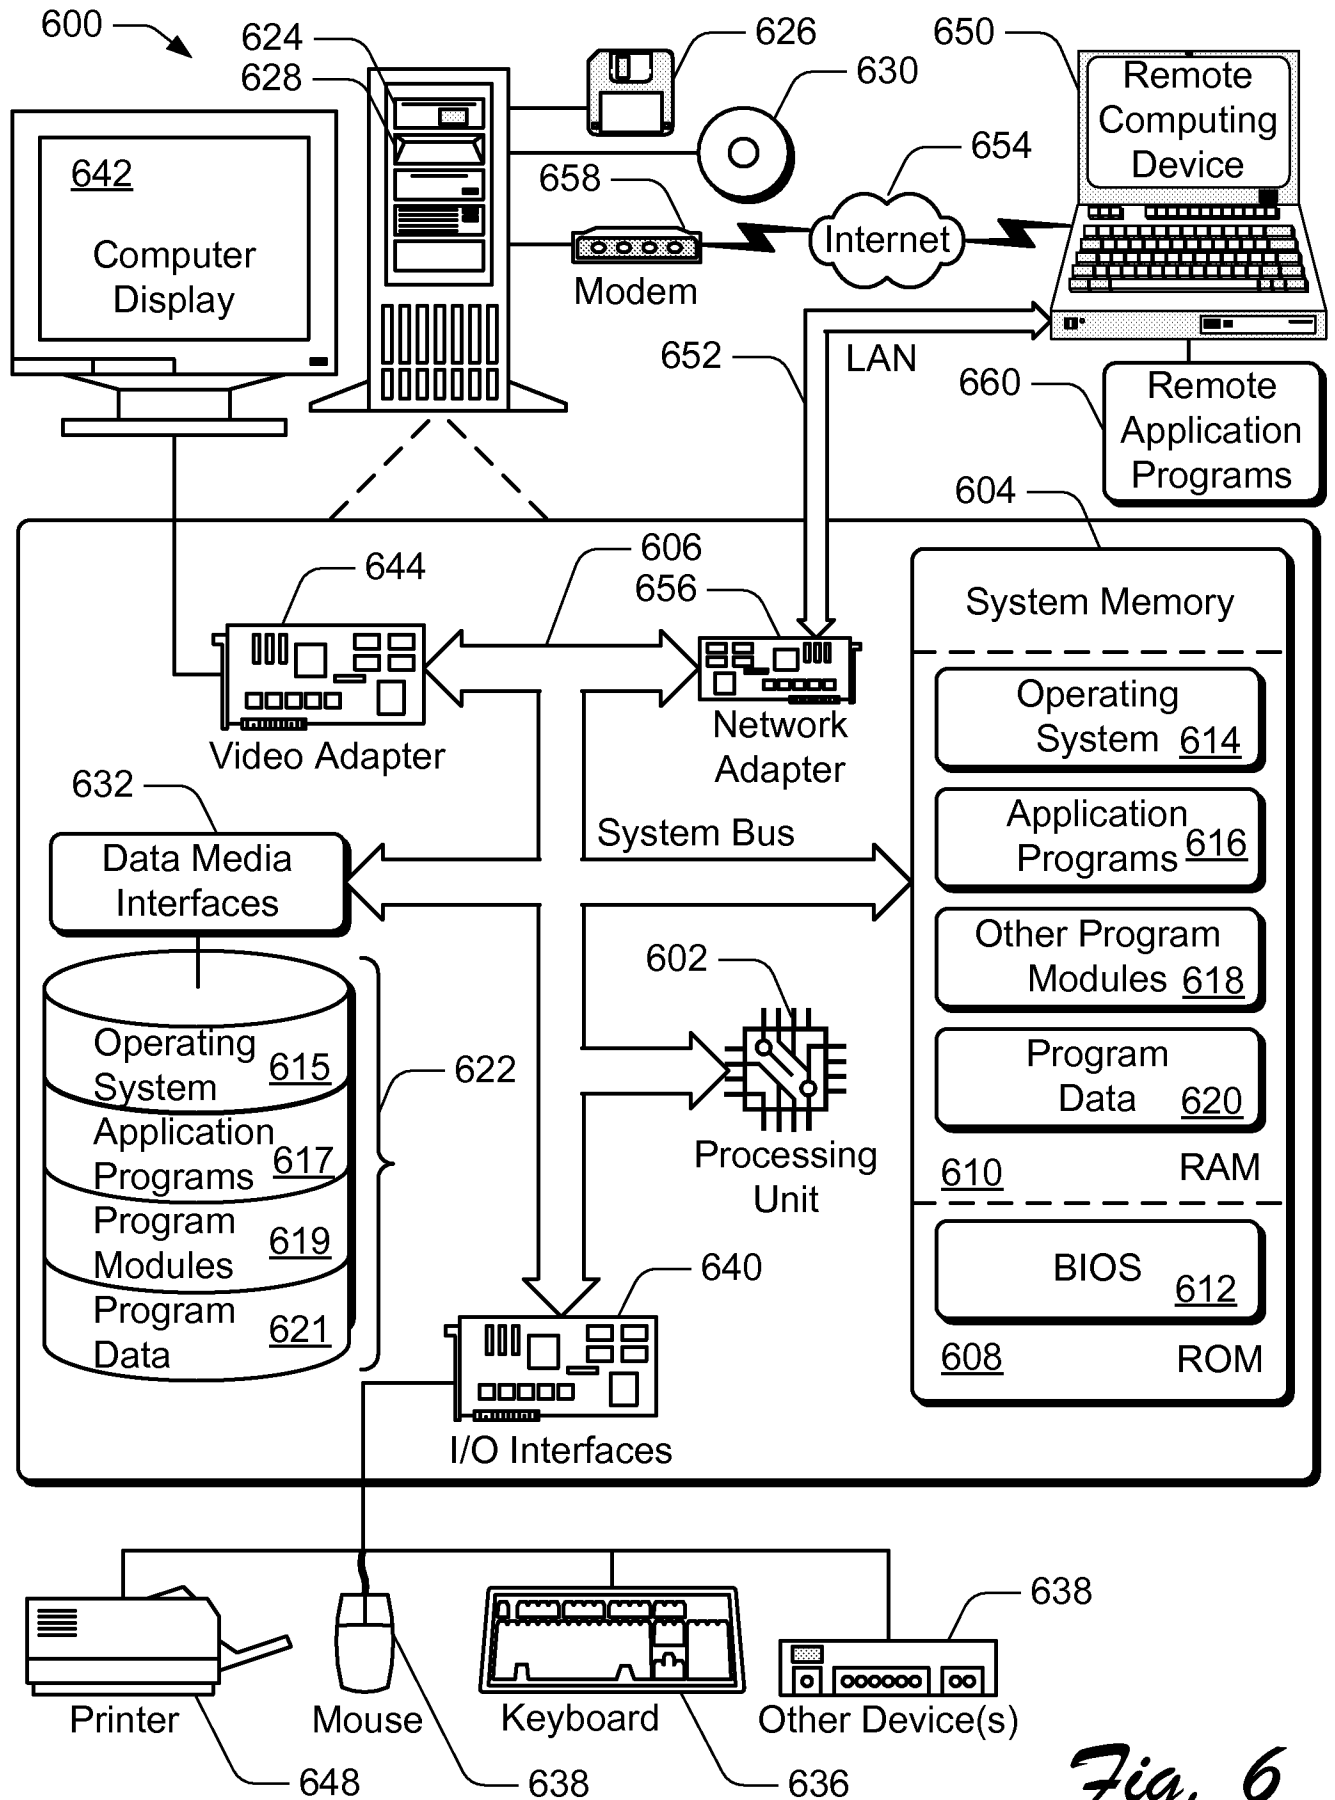 600
624
628
626
630
650
Remote
Computing
Device
642
Computer
Display
658
Modem
654
Internet
652
LAN
660
Remote
Application
Programs
604
606
644
656
Video Adapter
Network
Adapter
System Memory
Operating
System 614
Application
Programs 616
Other Program
Modules 618
Program
Data 620
610 RAM
BIOS 612
608 ROM
632
Data Media
Interfaces
System Bus
602
Processing
Unit
Operating
System 615
Application
Programs 617
Program
Modules 619
Program
Data 621
622
640
I/O Interfaces
Printer
648
Mouse
638
Keyboard
636
638
Other Device(s)
Fig. 6